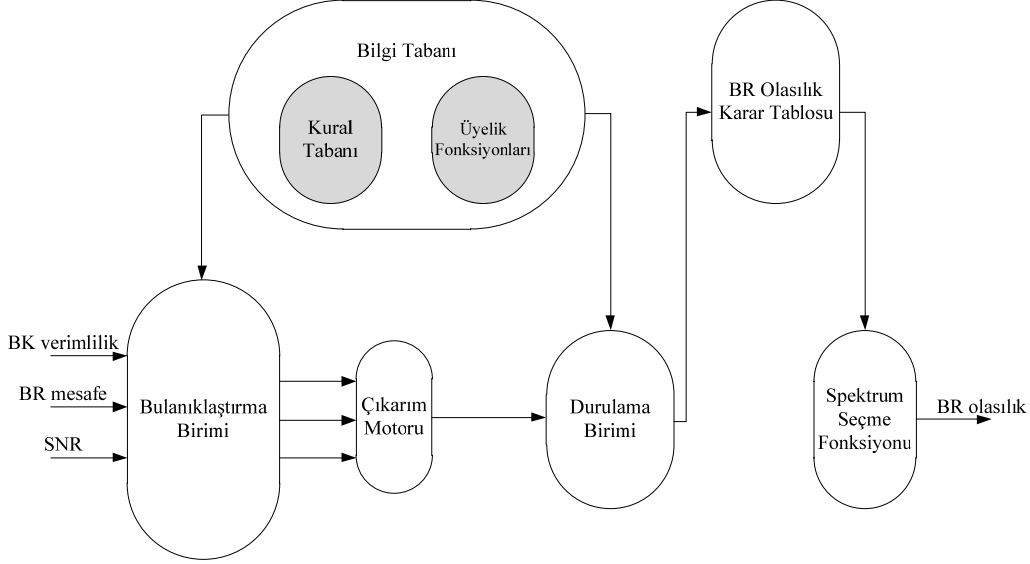 Bilgi Tabanı
Kural
Tabanı
Üyelik
Fonksiyonları
BR Olasılık
Karar Tablosu
BK verimlilik
BR mesafe
SNR
Bulanıklaştırma
Birimi
Çıkarım
Motoru
Durulama
Birimi
Spektrum
Seçme
Fonksiyonu
BR olasılık